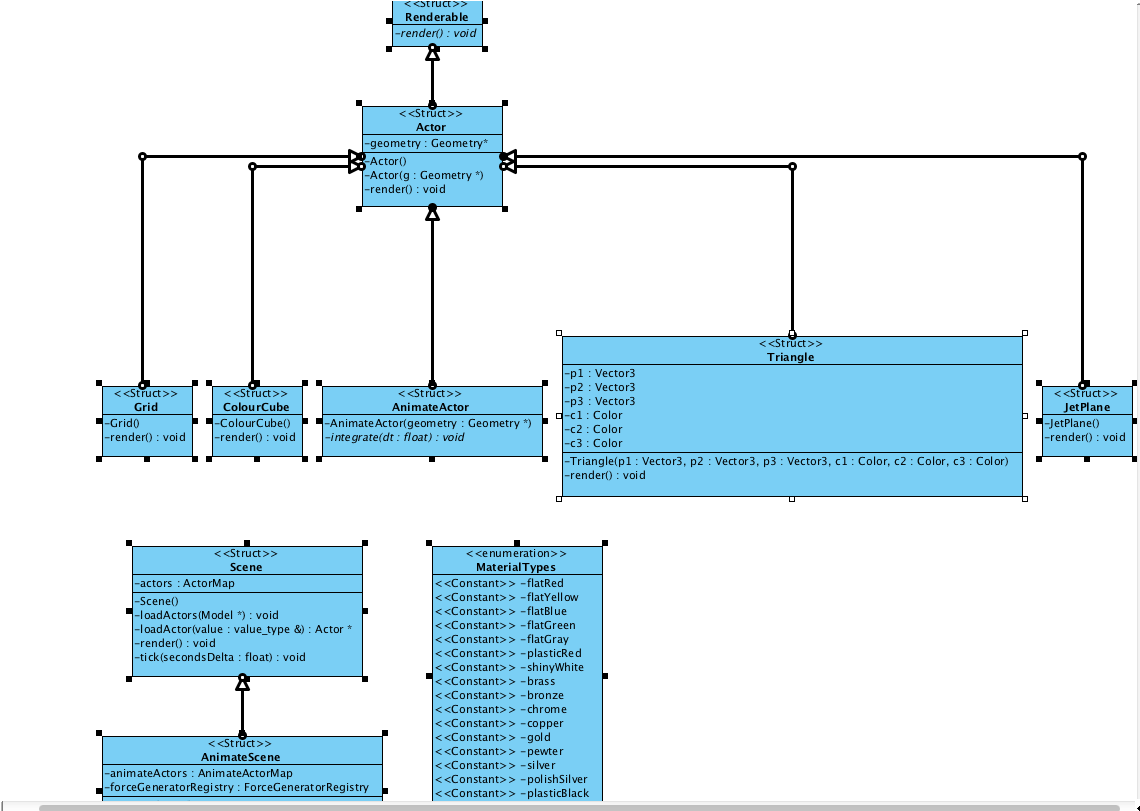 <<Struct>>
Renderable
-render() : void
<<Struct>>
Actor
-geometry : Geometry*
-Actor()
-Actor(g : Geometry *)
-render() : void
<<Struct>>
Grid
-Grid()
-render() : void
<<Struct>>
ColourCube
-ColourCube()
-render() : void
<<Struct>>
AnimateActor
-AnimateActor(geometry : Geometry *)
-integrate(dt : float) : void
<<Struct>>
Triangle
-p1 : Vector3
-p2 : Vector3
-p3 : Vector3
-c1 : Color
-c2 : Color
-c3 : Color
-Triangle(p1 : Vector3, p2 : Vector3, p3 : Vector3, c1 : Color, c2 : Color, c3 : Color)
-render() : void
<<Struct>>
JetPlane
-JetPlane()
-render() : void
<<Struct>>
Scene
-actors : ActorMap
-Scene()
-loadActors(Model *) : void
-loadActor(value : value_type &) : Actor *
-render() : void
-tick(secondsDelta : float) : void
<<Struct>>
AnimateScene
-animateActors : AnimateActorMap
-forceGeneratorRegistry : ForceGeneratorRegistry
<<enumeration>>
MaterialTypes
<<Constant>> -flatRed
<<Constant>> -flatYellow
<<Constant>> -flatBlue
<<Constant>> -flatGreen
<<Constant>> -flatGray
<<Constant>> -plasticRed
<<Constant>> -shinyWhite
<<Constant>> -brass
<<Constant>> -bronze
<<Constant>> -chrome
<<Constant>> -copper
<<Constant>> -gold
<<Constant>> -pewter
<<Constant>> -silver
<<Constant>> -polishSilver
<<Constant>> -plasticBlack